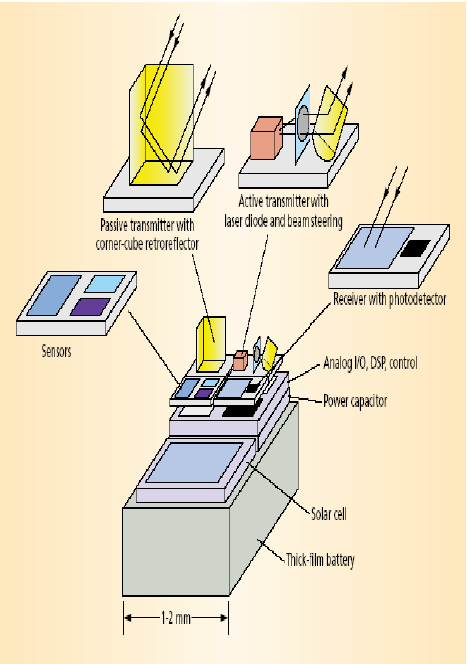 Passive transmitter with
corner-cube retroreflector
Active transmitter with
laser diode and beam steering
Receiver with photodetector
Sensors
Analog I/O, DSP, control
Power capacitor
Solar cell
Thick-film battery
1-2 mm